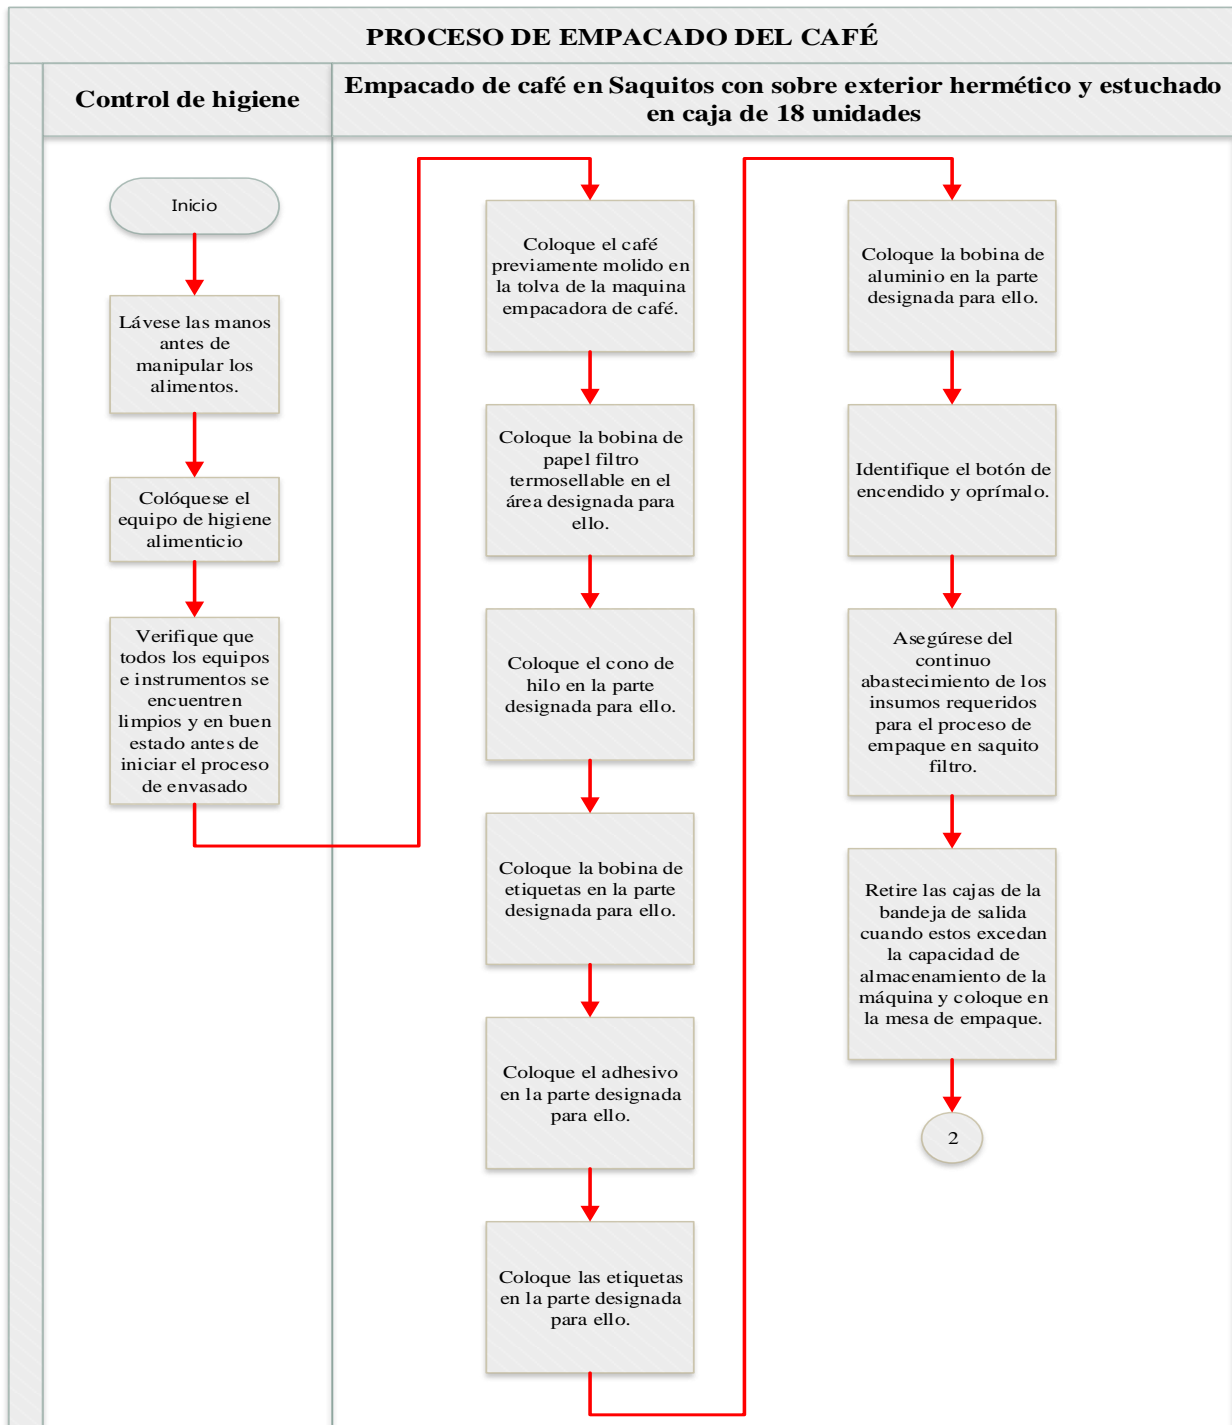 PROCESO DE EMPACADO DEL CAFÉ
Control de higiene
Empacado de café en Saquitos con sobre exterior hermético y estuchado
en caja de 18 unidades
Inicio
Lávese las manos
antes de
manipular los
alimentos.
Colóquese el
equipo de higiene
alimenticio
Verifique que
todos los equipos
e instrumentos se
encuentren
limpios y en buen
estado antes de
iniciar el proceso
de envasado
Coloque el café
previamente molido en
la tolva de la maquina
empacadora de café.
Coloque la bobina de
papel filtro
termosellable en el
área designada para
ello.
Coloque el cono de
hilo en la parte
designada para ello.
Coloque la bobina de
etiquetas en la parte
designada para ello.
Coloque el adhesivo
en la parte designada
para ello.
Coloque las etiquetas
en la parte designada
para ello.
Coloque la bobina de
aluminio en la parte
designada para ello.
Identifique el botón de
encendido y oprímalo.
Asegúrese del
continuo
abastecimiento de los
insumos requeridos
para el proceso de
empaque en saquito
filtro.
Retire las cajas de la
bandeja de salida
cuando estos excedan
la capacidad de
almacenamiento de la
máquina y coloque en
la mesa de empaque.
2